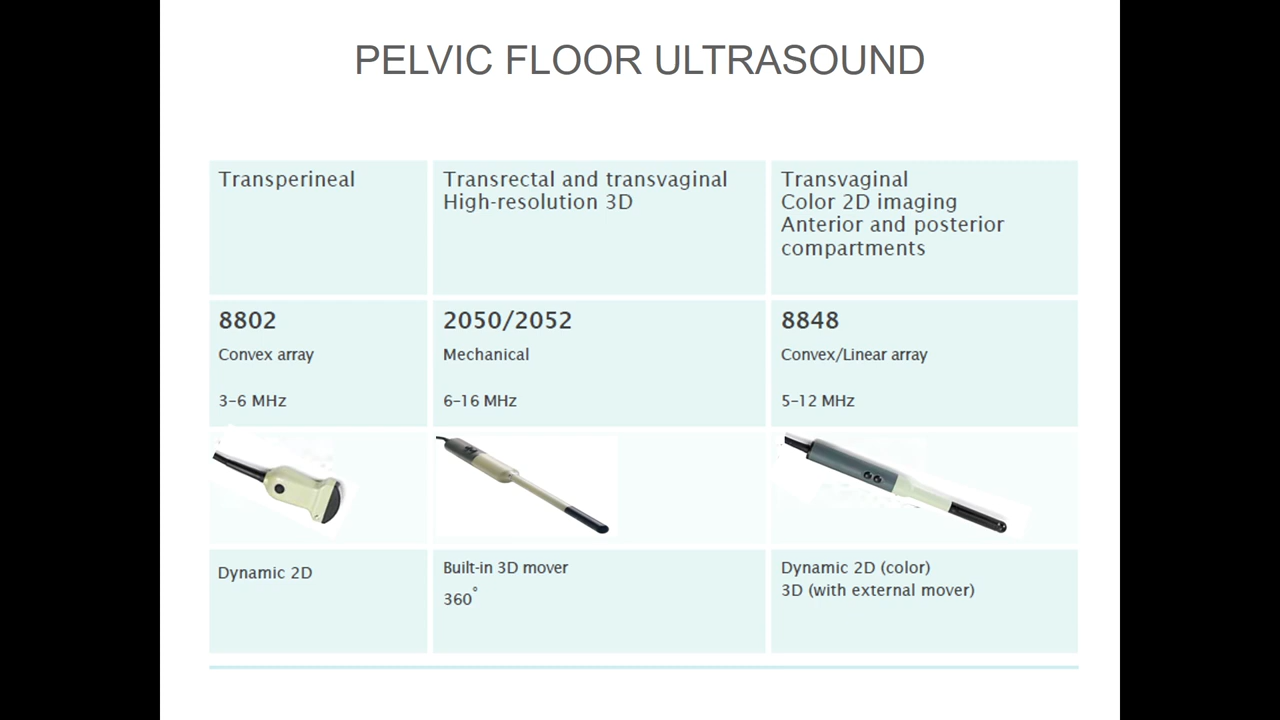 PELVIC FLOOR ULTRASOUND
Transperineal
Transrectal and transvaginal
High-resolution 3D
Transvaginal
Color 2D imaging
Anterior and posterior
compartments
8802
Convex array
3–6 MHz
2050/2052
Mechanical
6–16 MHz
8848
Convex/Linear array
5–12 MHz
Dynamic 2D
Built-in 3D mover
360°
Dynamic 2D (color)
3D (with external mover)